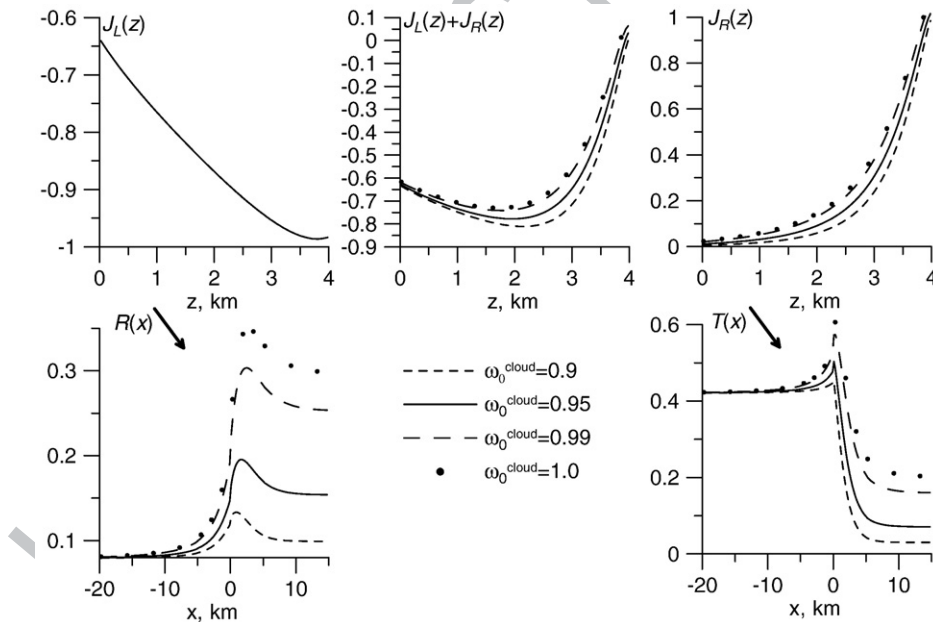 J_L(z)
-0.6
-0.7
-0.8
-0.9
-1
0 1 2 3 4
z, km
J_L(z)+J_R(z)
0.1
0
-0.1
-0.2
-0.3
-0.4
-0.5
-0.6
-0.7
-0.8
-0.9
0 1 2 3 4
z, km
J_R(z)
1
0.8
0.6
0.4
0.2
0
0 1 2 3 4
z, km
R(x)
0.3
0.2
0.1
-20 -10 0 10
x, km
ω₀^cloud=0.9
ω₀^cloud=0.95
ω₀^cloud=0.99
ω₀^cloud=1.0
T(x)
0.6
0.4
0.2
0
-20 -10 0 10
x, km